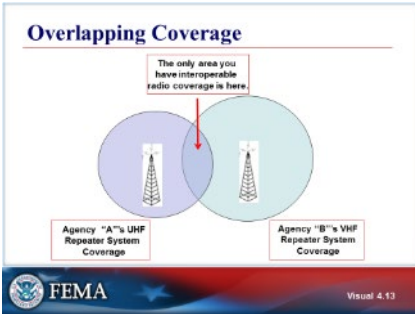 Overlapping Coverage
The only area you
have interoperable
radio coverage is here.
Agency "A"'s UHF
Repeater System
Coverage
Agency "B"'s VHF
Repeater System
Coverage
FEMA
Visual 4.13